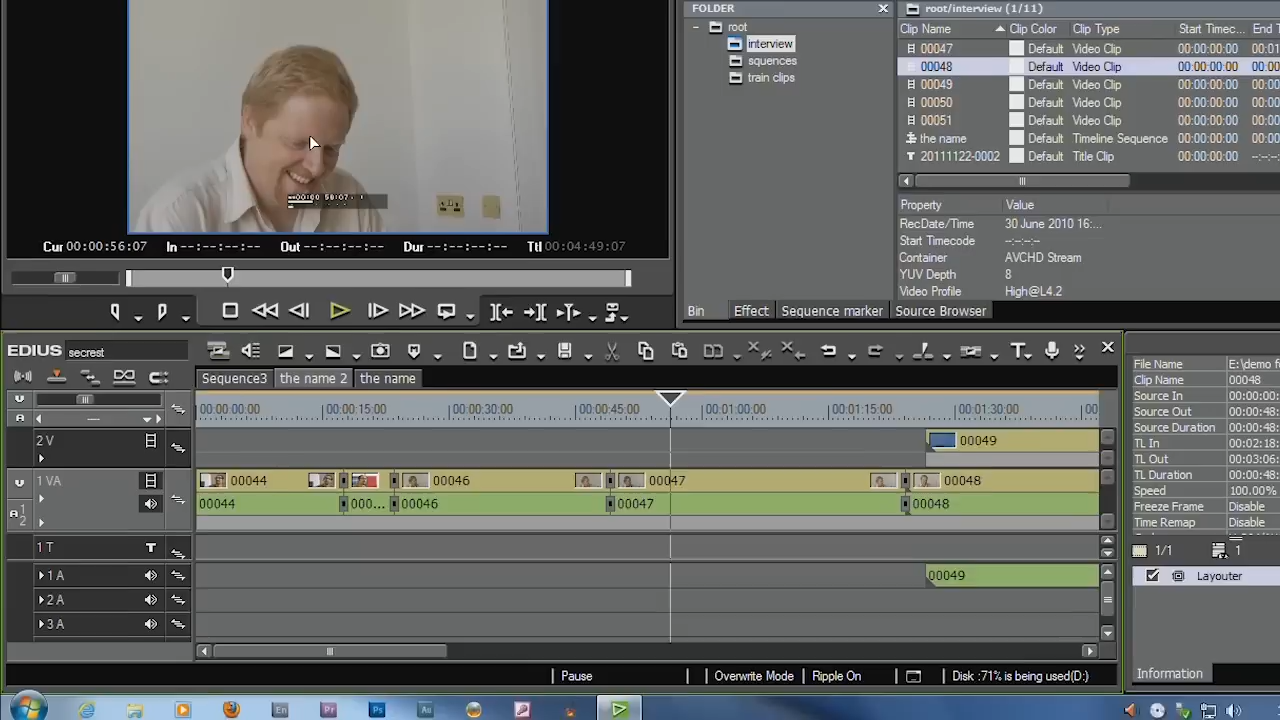 FOLDER
root
interview
squences
train clips
root/interview (1/11)
Clip Name Clip Color Clip Type Start Timec... End T
00047 Default Video Clip 00:00:00:00 00:01
00048 Default Video Clip 00:00:00:00 00:00
00049 Default Video Clip 00:00:00:00 00:00
00050 Default Video Clip 00:00:00:00 00:00
00051 Default Video Clip 00:00:00:00 00:00
the name Default Timeline Sequence 00:00:00:00 00:00
20111122-0002 Default Title Clip --:--:--
Property Value
RecDate/Time 30 June 2010 16:...
Start Timecode --:--:--:--
Container AVCHD Stream
YUV Depth 8
Video Profile High@L4.2
Bin Effect Sequence marker Source Browser
Cur 00:00:56:07 In --:--:--:-- Out --:--:--:-- Dur --:--:--:-- Ttl 00:04:49:07
EDIUS secrest
Sequence3 the name 2 the name
00:00:00:00 00:00:15:00 00:00:30:00 00:00:45:00 00:01:00:00 00:01:15:00 00:01:30:00 00
2 V 00049
1 VA 00044 00046 00047 00048
00044 000... 00046 00047 00048
1 T T
1 A 00049
2 A
3 A
Pause Overwrite Mode Ripple On Disk :71% is being used(D:)
File Name E:\demo f
Clip Name 00048
Source In 00:00:00:
Source Out 00:00:48:
Source Duration 00:00:48:
TL In 00:02:18:
TL Out 00:03:06:
TL Duration 00:00:48:
Speed 100.00%
Freeze Frame Disable
Time Remap Disable
1/1 1
Layouter
Information
En Pr Ps Au